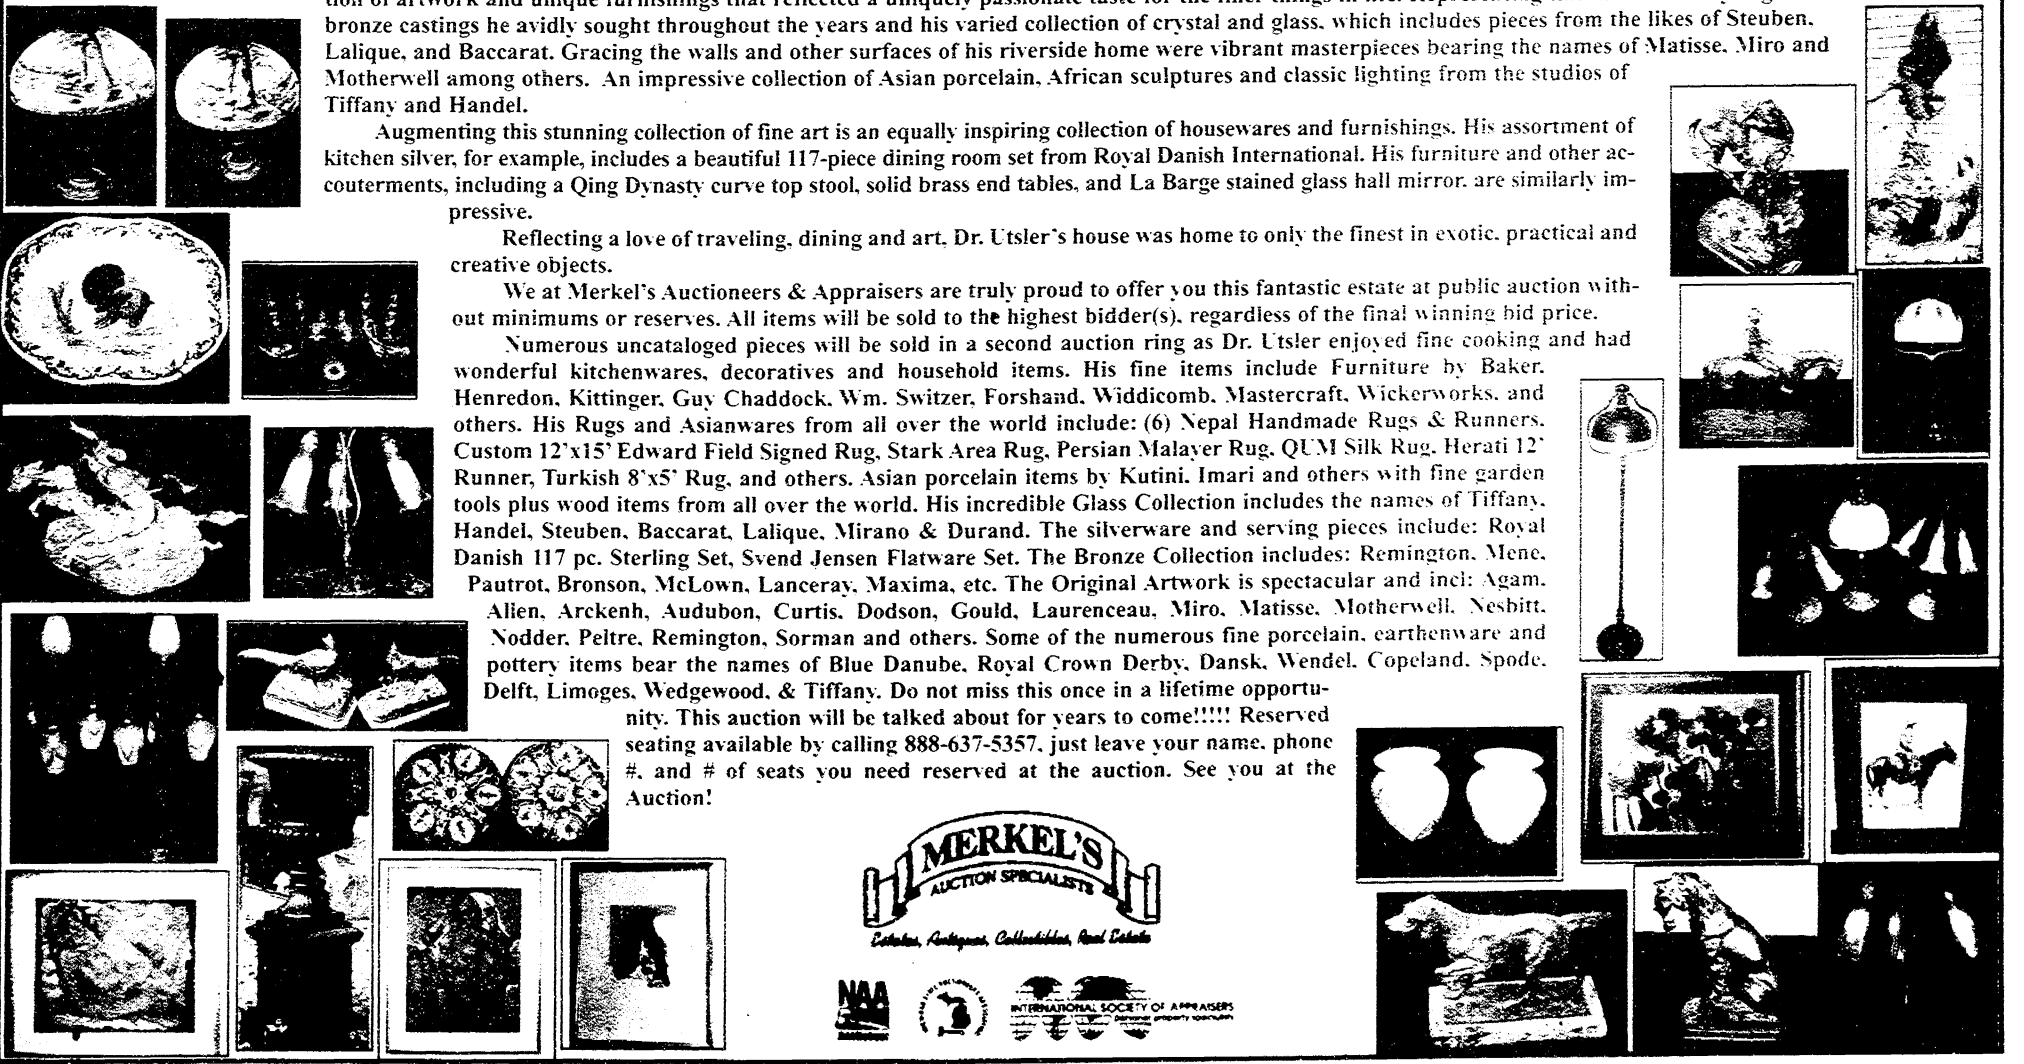 tion of artwork and unique furnishings that reflected a uniquely passionate taste for the finer things in
bronze castings he avidly sought throughout the years and his varied collection of crystal and glass, which includes pieces from the likes of Steuben,
Lalique, and Baccarat. Gracing the walls and other surfaces of his riverside home were vibrant masterpieces bearing the names of Matisse, Miro and
Motherwell among others. An impressive collection of Asian porcelain, African sculptures and classic lighting from the studios of
Tiffany and Handel.
Augmenting this stunning collection of fine art is an equally inspiring collection of housewares and furnishings. His assortment of
kitchen silver, for example, includes a beautiful 117-piece dining room set from Royal Danish International. His furniture and other ac-
couterments, including a Qing Dynasty curve top stool, solid brass end tables, and La Barge stained glass hall mirror, are similarly im-
pressive.
Reflecting a love of traveling, dining and art, Dr. Utsler's house was home to only the finest in exotic, practical and
creative objects.
We at Merkel's Auctioneers & Appraisers are truly proud to offer you this fantastic estate at public auction with-
out minimums or reserves. All items will be sold to the highest bidder(s), regardless of the final winning bid price.
Numerous uncataloged pieces will be sold in a second auction ring as Dr. Utsler enjoyed fine cooking and had
wonderful kitchenwares, decoratives and household items. His fine items include Furniture by Baker,
Henredon, Kittinger, Guy Chaddock, Wm. Switzer, Forshand, Widdicomb, Mastercraft, Wickerworks, and
others. His Rugs and Asianwares from all over the world include: (6) Nepal Handmade Rugs & Runners,
Custom 12'x15' Edward Field Signed Rug, Stark Area Rug, Persian Malayer Rug, QUM Silk Rug, Herati 12'
Runner, Turkish 8'x5' Rug, and others. Asian porcelain items by Kutini, Imari and others with fine garden
tools plus wood items from all over the world. His incredible Glass Collection includes the names of Tiffany,
Handel, Steuben, Baccarat, Lalique, Mirano & Durand. The silverware and serving pieces include: Royal
Danish 117 pc. Sterling Set, Svend Jensen Flatware Set. The Bronze Collection includes: Remington, Mene,
Pautrot, Bronson, McLown, Lanceray, Maxima, etc. The Original Artwork is spectacular and incl: Agam,
Alien, Arckenh, Audubon, Curtis, Dodson, Gould, Laurenceau, Miro, Matisse, Motherwell, Nesbitt,
Nodder, Peltre, Remington, Sorman and others. Some of the numerous fine porcelain, earthenware and
pottery items bear the names of Blue Danube, Royal Crown Derby, Dansk, Wendel, Copeland, Spode,
Delft, Limoges, Wedgewood, & Tiffany. Do not miss this once in a lifetime opportu-
nity. This auction will be talked about for years to come!!!!! Reserved
seating available by calling 888-637-5357, just leave your name, phone
#, and # of seats you need reserved at the auction. See you at the
Auction!
MERKEL'S
AUCTION SPECIALISTS
Estates, Antiques, Collectibles, Real Estate
NAA
INTERNATIONAL SOCIETY OF APPRAISERS
personal property specialists